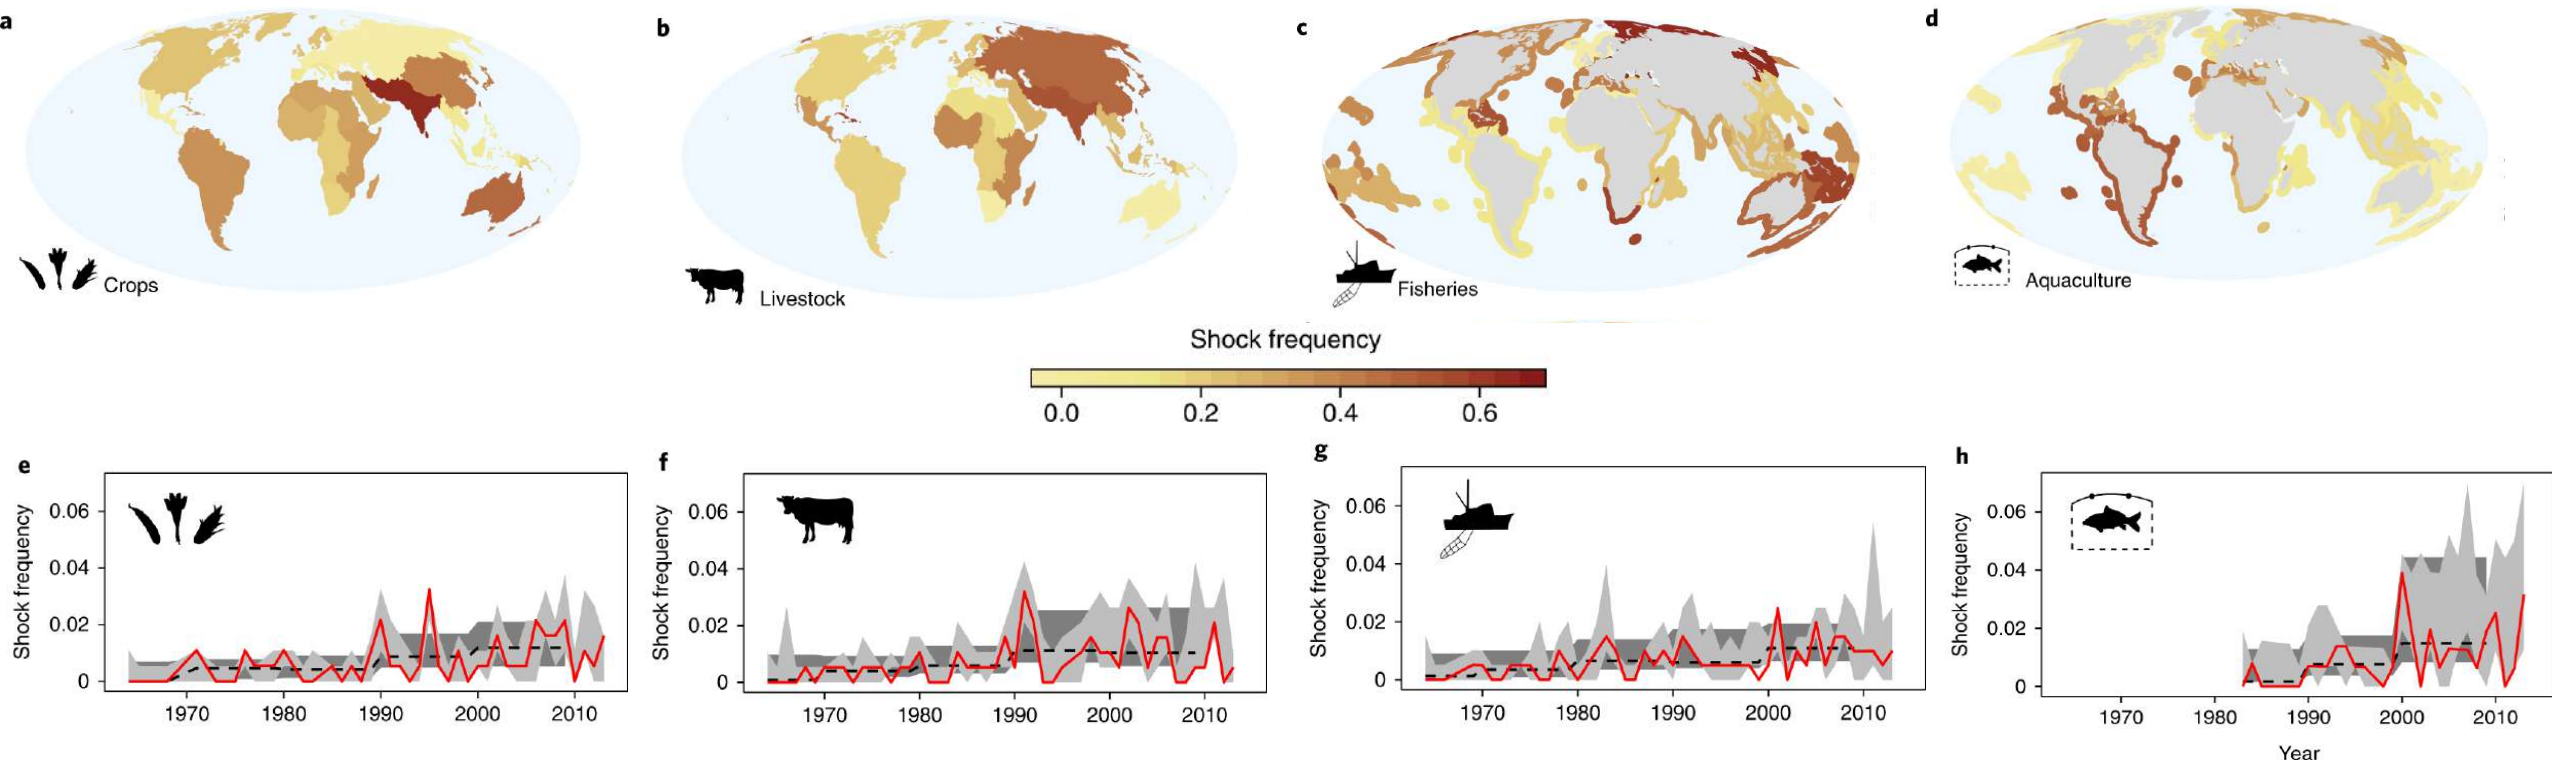 a
b
c
d
Crops
Livestock
Fisheries
Aquaculture
Shock frequency
0.0 0.2 0.4 0.6
e
f
g
h
Shock frequency
0.06
0.04
0.02
0
1970 1980 1990 2000 2010
Shock frequency
0.06
0.04
0.02
0
1970 1980 1990 2000 2010
Shock frequency
0.06
0.04
0.02
0
1970 1980 1990 2000 2010
Shock frequency
0.06
0.04
0.02
0
1970 1980 1990 2000 2010
Year